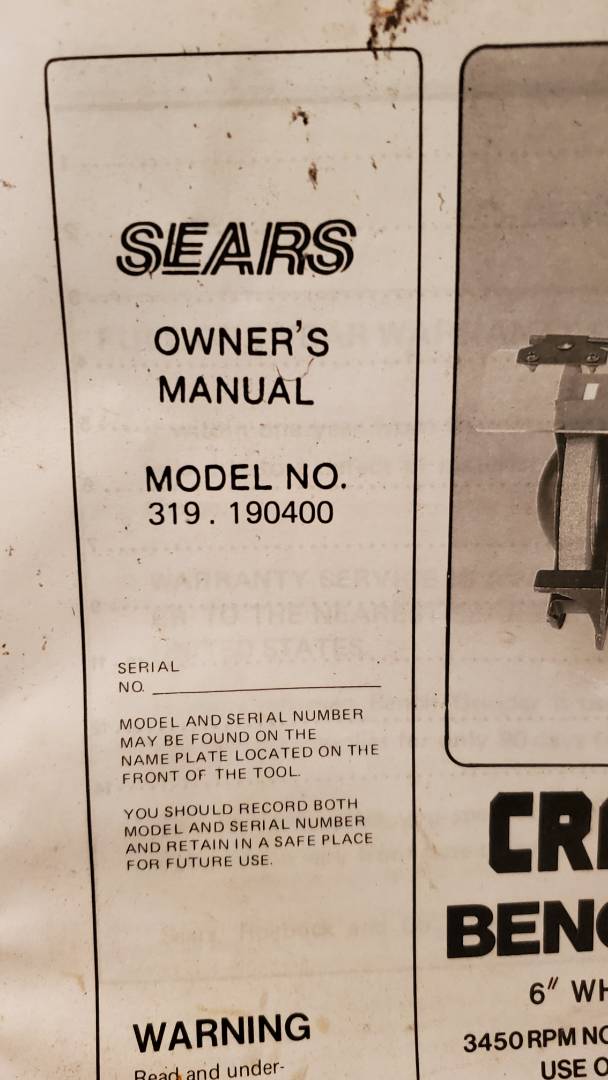 SEARS
OWNER'S
MANUAL
MODEL NO.
319.190400
SERIAL
NO.
MODEL AND SERIAL NUMBER
MAY BE FOUND ON THE
NAME PLATE LOCATED ON THE
FRONT OF THE TOOL.
YOU SHOULD RECORD BOTH
MODEL AND SERIAL NUMBER
AND RETAIN IN A SAFE PLACE
FOR FUTURE USE.
WARNING
Read and under-
CR
BEN
6" WH
3450 RPM NO
USE O